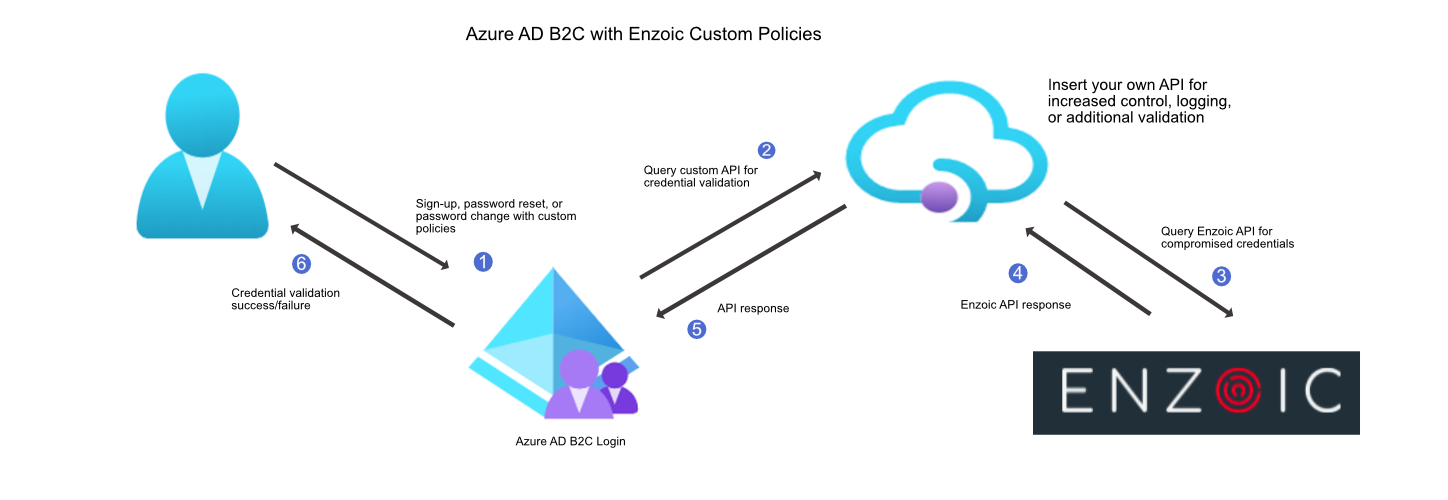 Azure AD B2C with Enzoic Custom Policies
Insert your own API for
increased control, logging,
or additional validation
2
Query custom API for
credential validation
Sign-up, password reset, or
password change with custom
policies
1
Query Enzoic API for
compromised credentials
3
4
Enzoic API response
6
Credential validation
success/failure
API response
5
ENZOIC
Azure AD B2C Login